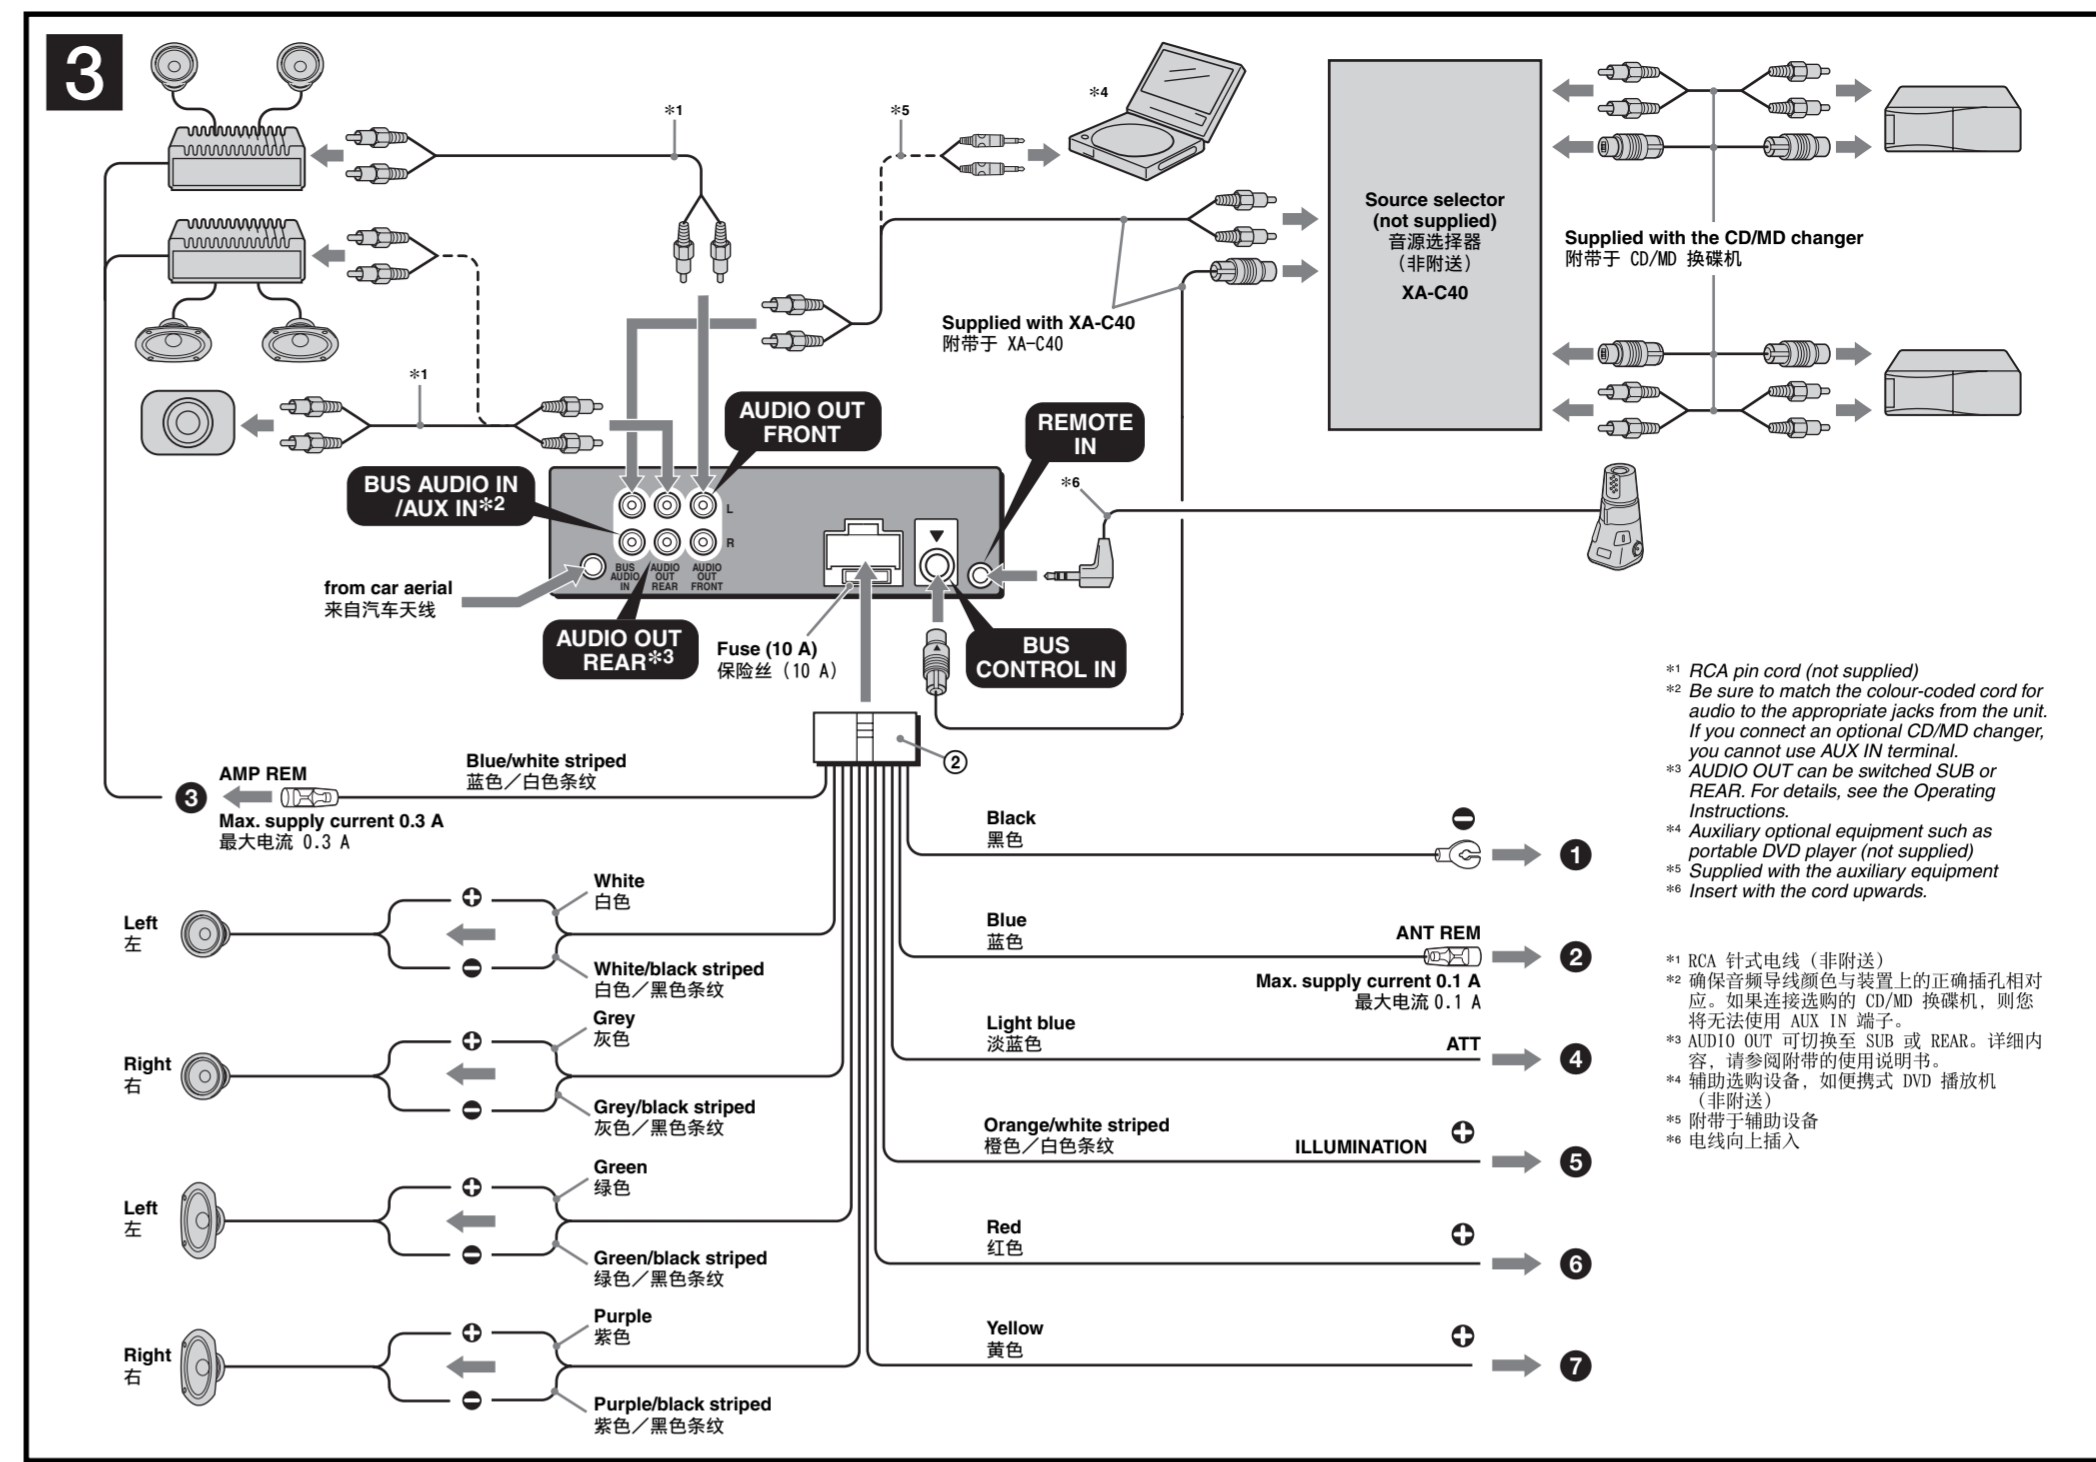 3
*1
*5
*4
Source selector
(not supplied)
音源选择器
（非附送）
XA-C40
Supplied with the CD/MD changer
附带于 CD/MD 换碟机
Supplied with XA-C40
附带于 XA-C40
*1
AUDIO OUT
FRONT
REMOTE
IN
BUS AUDIO IN
/AUX IN*2
*6
L
R
BUS
AUDIO
IN
AUDIO
OUT
REAR
AUDIO
OUT
FRONT
from car aerial
来自汽车天线
AUDIO OUT
REAR*3
Fuse (10 A)
保险丝（10 A）
BUS
CONTROL IN
②
AMP REM
Blue/white striped
蓝色／白色条纹
❸
Max. supply current 0.3 A
最大电流 0.3 A
Left
左
White
白色
White/black striped
白色／黑色条纹
Right
右
Grey
灰色
Grey/black striped
灰色／黑色条纹
Left
左
Green
绿色
Green/black striped
绿色／黑色条纹
Right
右
Purple
紫色
Purple/black striped
紫色／黑色条纹
Black
黑色
❶
Blue
蓝色
ANT REM
❷
Max. supply current 0.1 A
最大电流 0.1 A
Light blue
淡蓝色
ATT
❹
Orange/white striped
橙色／白色条纹
ILLUMINATION
❺
Red
红色
❻
Yellow
黄色
❼
*1 RCA pin cord (not supplied)
*2 Be sure to match the colour-coded cord for
audio to the appropriate jacks from the unit.
If you connect an optional CD/MD changer,
you cannot use AUX IN terminal.
*3 AUDIO OUT can be switched SUB or
REAR. For details, see the Operating
Instructions.
*4 Auxiliary optional equipment such as
portable DVD player (not supplied)
*5 Supplied with the auxiliary equipment
*6 Insert with the cord upwards.
*1 RCA 针式电线（非附送）
*2 确保音频导线颜色与装置上的正确插孔相对
应。如果连接选购的 CD/MD 换碟机，则您
将无法使用 AUX IN 端子。
*3 AUDIO OUT 可切换至 SUB 或 REAR。详细内
容，请参阅附带的使用说明书。
*4 辅助选购设备，如便携式 DVD 播放机
（非附送）
*5 附带于辅助设备
*6 电线向上插入